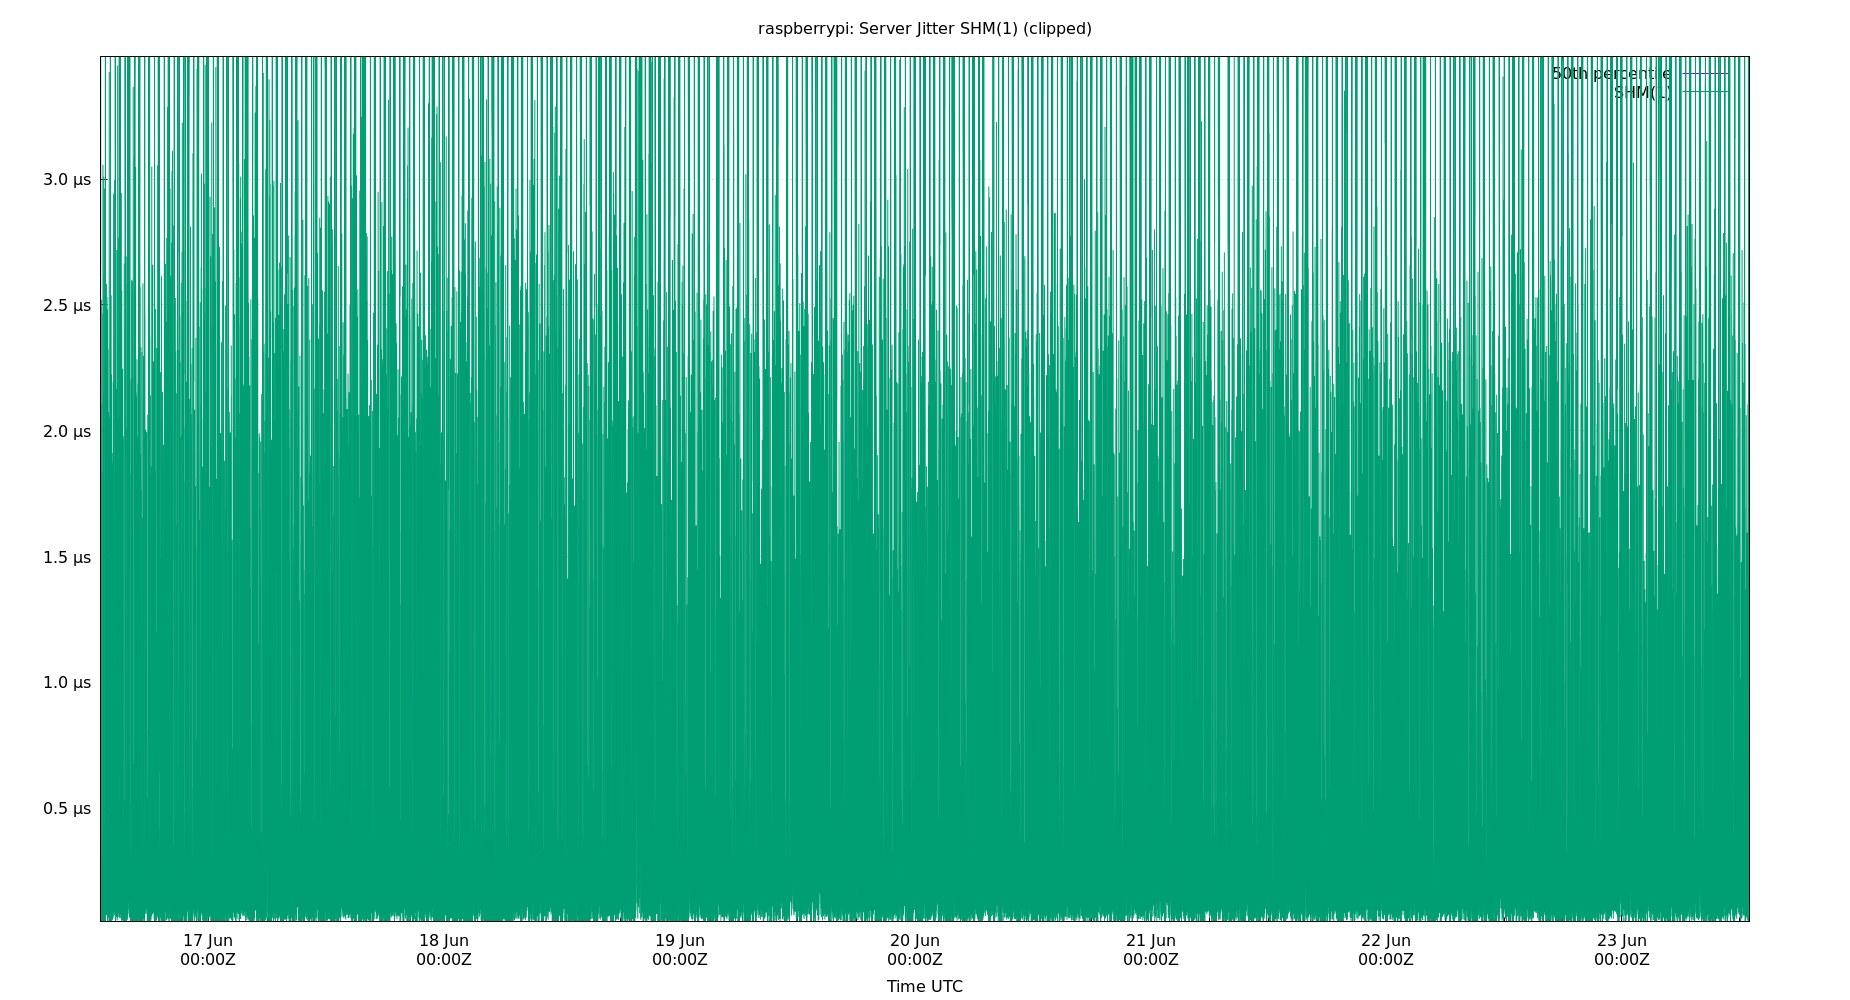 raspberrypi: Server Jitter SHM(1) (clipped)
50th percentile
SHM(1)
3.0 µs
2.5 µs
2.0 µs
1.5 µs
1.0 µs
0.5 µs
17 Jun 18 Jun 19 Jun 20 Jun 21 Jun 22 Jun 23 Jun
00:00Z 00:00Z 00:00Z 00:00Z 00:00Z 00:00Z 00:00Z
Time UTC